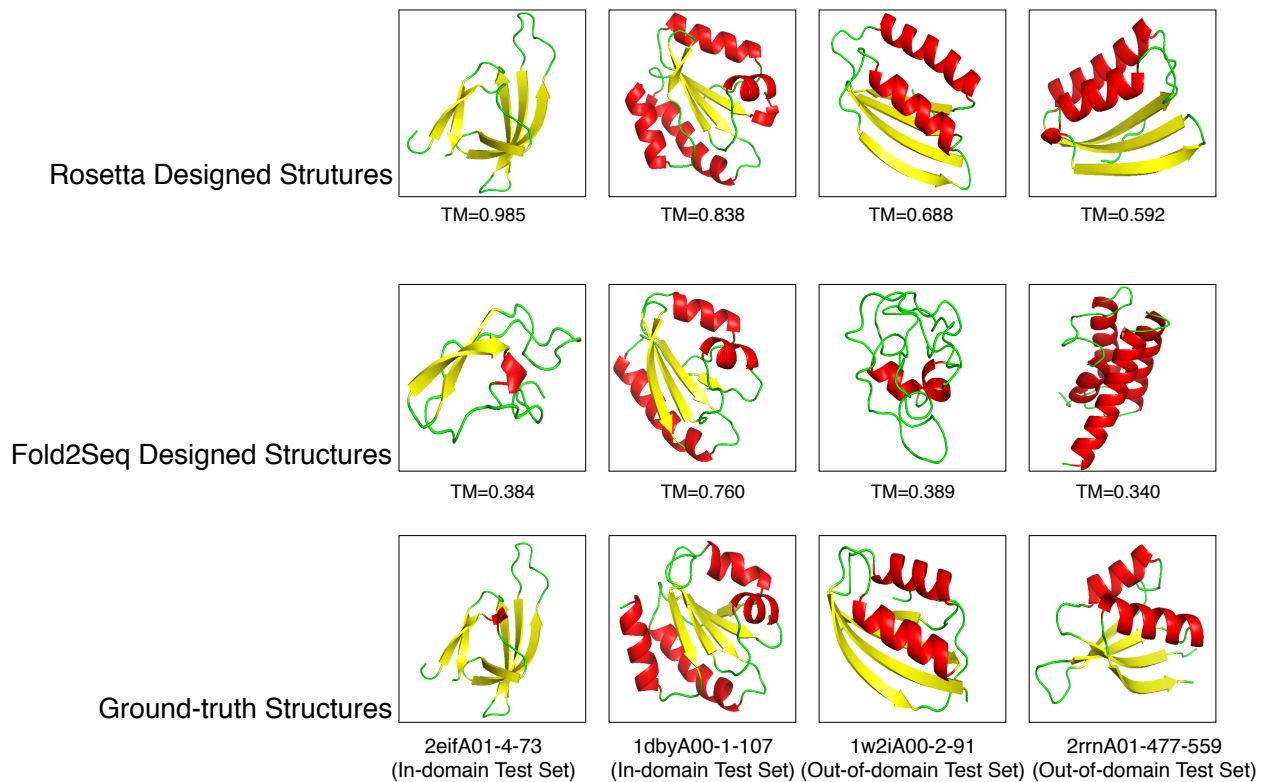 Rosetta Designed Strutures
TM=0.985
TM=0.838
TM=0.688
TM=0.592
Fold2Seq Designed Structures
TM=0.384
TM=0.760
TM=0.389
TM=0.340
Ground-truth Structures
2eifA01-4-73
(In-domain Test Set)
1dbyA00-1-107
(In-domain Test Set)
1w2iA00-2-91
(Out-of-domain Test Set)
2rrnA01-477-559
(Out-of-domain Test Set)